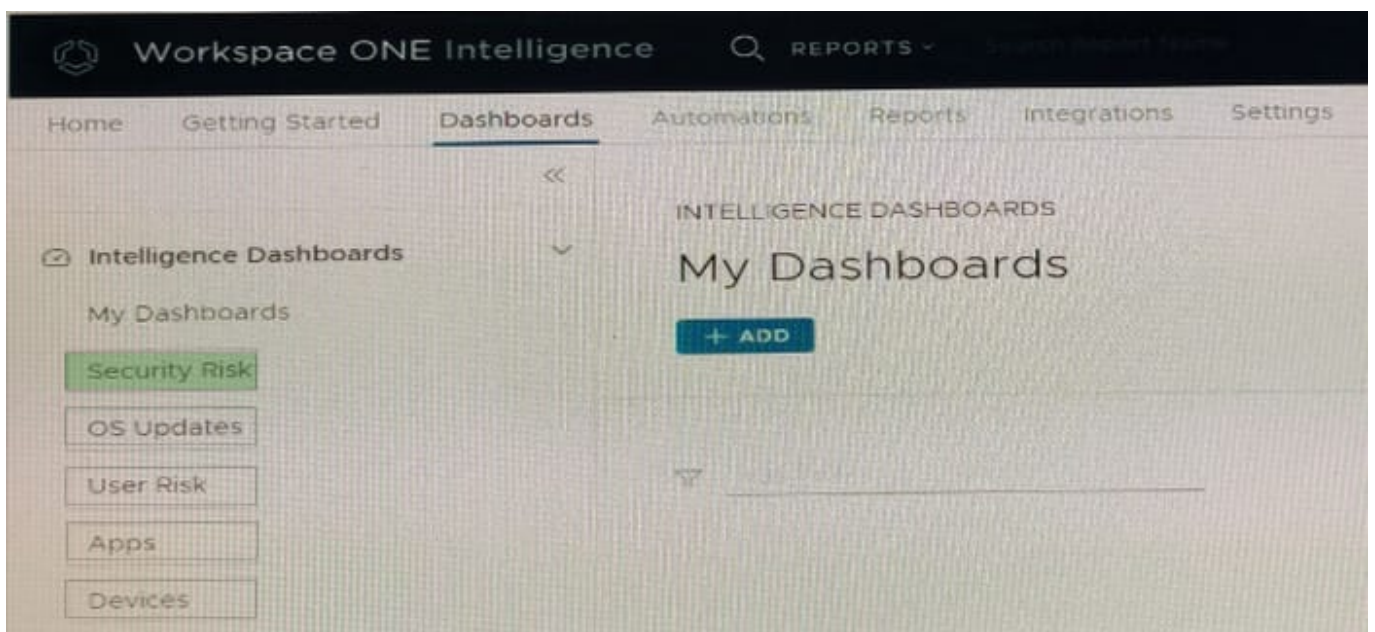 Workspace ONE Intelligence REPORTS
Home Getting Started Dashboards Automations Reports Integrations Settings
INTELLIGENCE DASHBOARDS
My Dashboards
+ ADD
Intelligence Dashboards
My Dashboards
Security Risk
OS Updates
User Risk
Apps
Devices